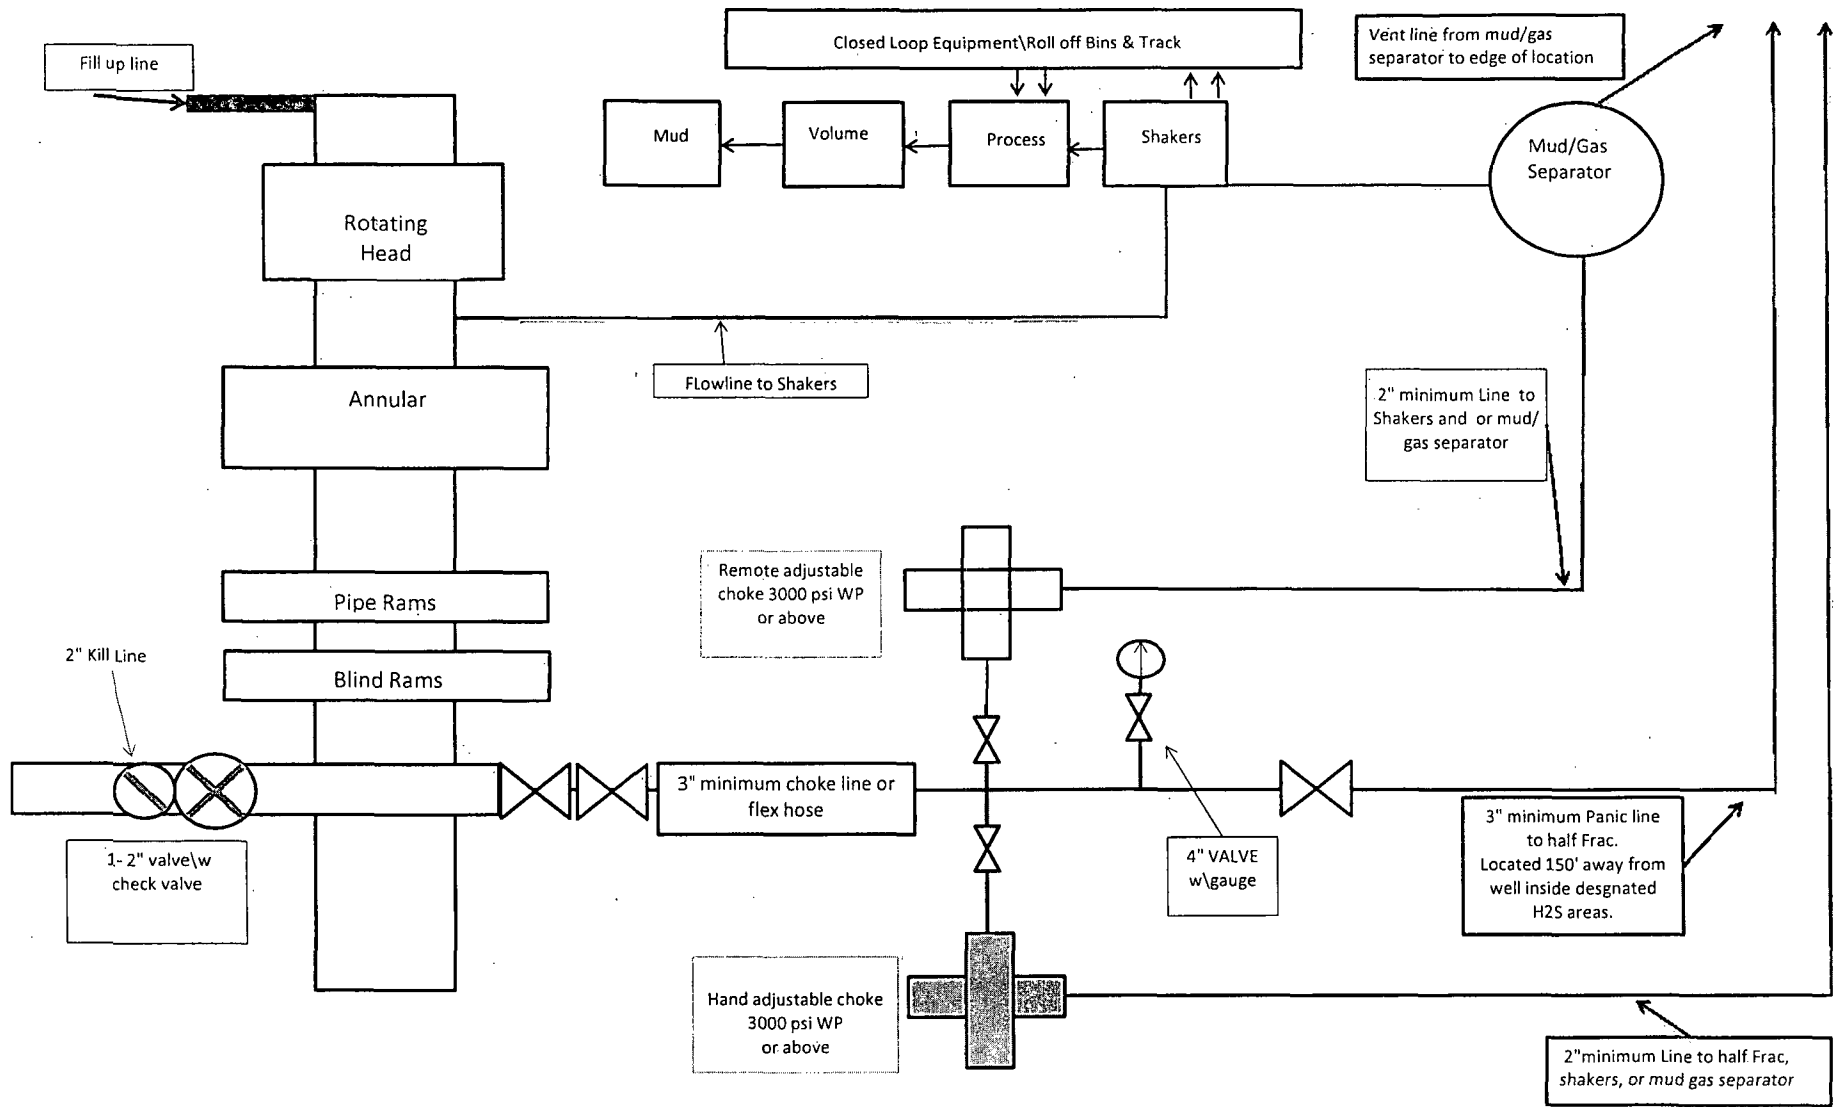 Fill up line
Closed Loop Equipment\Roll off Bins & Track
Vent line from mud/gas
separator to edge of location
Mud
Volume
Process
Shakers
Mud/Gas
Separator
Rotating
Head
FLowline to Shakers
Annular
2" minimum Line to
Shakers and or mud/
gas separator
Remote adjustable
choke 3000 psi WP
or above
Pipe Rams
2" Kill Line
Blind Rams
3" minimum choke line or
flex hose
1- 2" valve\w
check valve
4" VALVE
w\gauge
3" minimum Panic line
to half Frac.
Located 150' away from
well inside desgnated
H2S areas.
Hand adjustable choke
3000 psi WP
or above
2"minimum Line to half Frac,
shakers, or mud gas separator